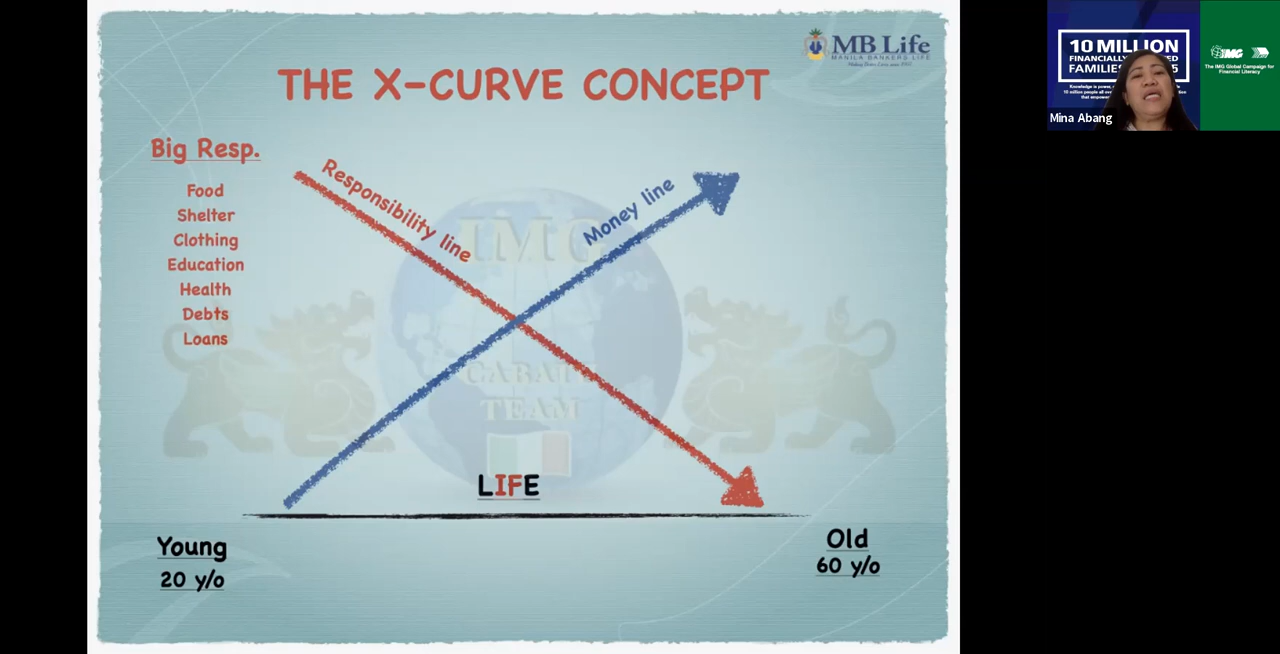 MB Life
MANILA BANKERS LIFE
THE X-CURVE CONCEPT
Big Resp.
Food
Shelter
Clothing
Education
Health
Debts
Loans
Responsibility line
Money line
IMG
TEAM
LIFE
Young
20 y/o
Old
60 y/o
10 MILLION
FINANCIALLY
FAMILIES
Mina Abang
IMG
The IMG Global Campaign for
Financial Literacy